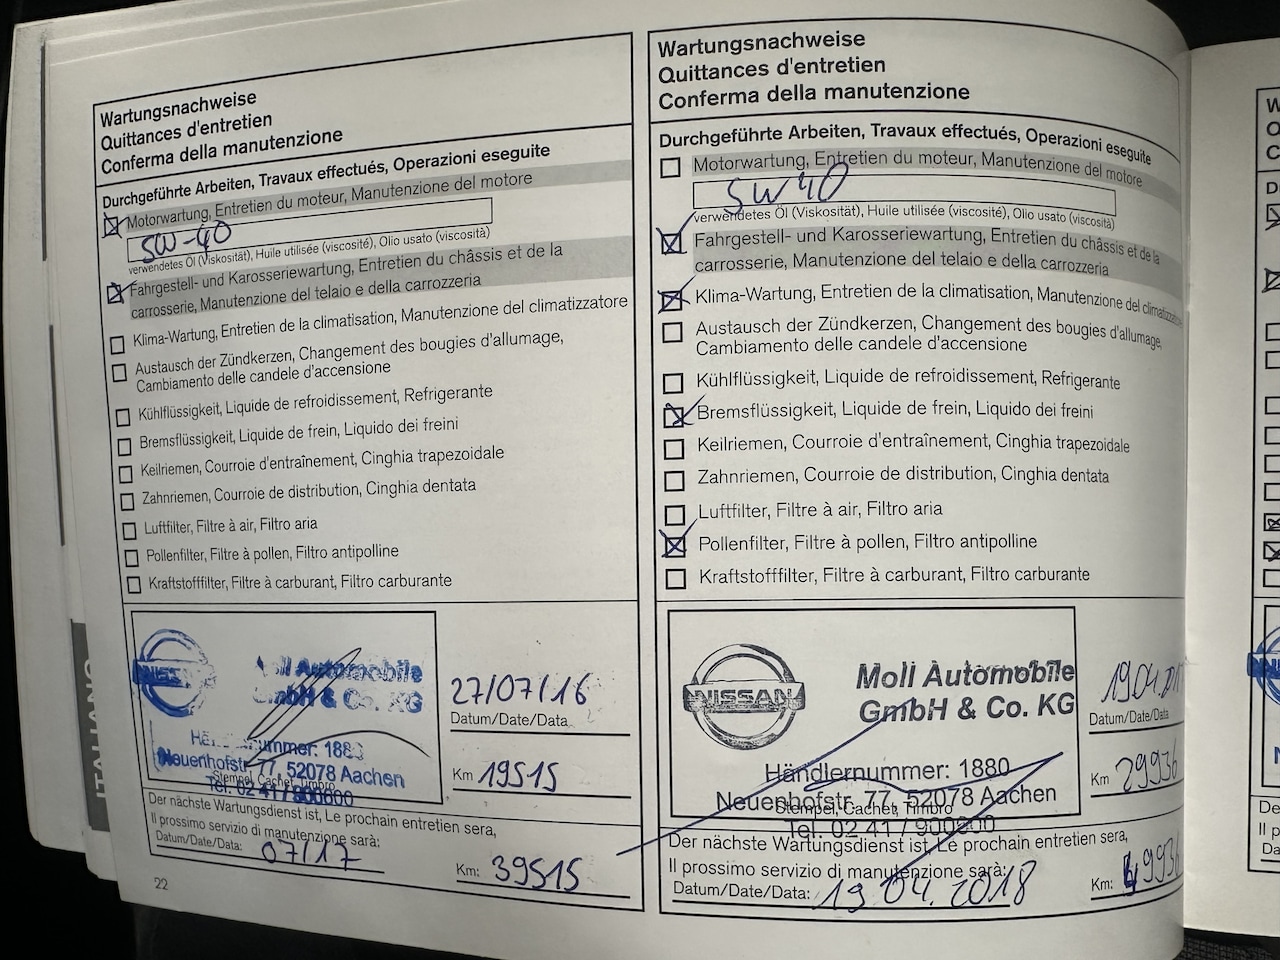 Wartungsnachweise
Quittances d'entretien
Conferma della manutenzione
Durchgeführte Arbeiten, Travaux effectués, Operazioni eseguite
Motorwartung, Entretien du moteur, Manutenzione del motore
5W-40
verwendetes Öl (Viskosität), Huile utilisée (viscosité), Olio usato (viscosità)
Fahrgestell- und Karosseriewartung, Entretien du châssis et de la
carrosserie, Manutenzione del telaio e della carrozzeria
Klima-Wartung, Entretien de la climatisation, Manutenzione del climatizzatore
Austausch der Zündkerzen, Changement des bougies d'allumage,
Cambiamento delle candele d'accensione
Kühlflüssigkeit, Liquide de refroidissement, Refrigerante
Bremsflüssigkeit, Liquide de frein, Liquido dei freini
Keilriemen, Courroie d'entraînement, Cinghia trapezoidale
Zahnriemen, Courroie de distribution, Cinghia dentata
Luftfilter, Filtre à air, Filtro aria
Pollenfilter, Filtre à pollen, Filtro antipolline
Kraftstofffilter, Filtre à carburant, Filtro carburante
Moll Automobile
GmbH & Co. KG
Händlernummer: 1880
Neuenhofstr. 77, 52078 Aachen
Stempel, Cachet, Timbro
Tel. 02 41 / 900600
27/07/16
Datum/Date/Data
Km 19515
Der nächste Wartungsdienst ist, Le prochain entretien sera,
Il prossimo servizio di manutenzione sarà:
Datum/Date/Data: 07/17
Km: 39515
22
ITALIANO
Wartungsnachweise
Quittances d'entretien
Conferma della manutenzione
Durchgeführte Arbeiten, Travaux effectués, Operazioni eseguite
Motorwartung, Entretien du moteur, Manutenzione del motore
5W40
verwendetes Öl (Viskosität), Huile utilisée (viscosité), Olio usato (viscosità)
Fahrgestell- und Karosseriewartung, Entretien du châssis et de la
carrosserie, Manutenzione del telaio e della carrozzeria
Klima-Wartung, Entretien de la climatisation, Manutenzione del climatizzatore
Austausch der Zündkerzen, Changement des bougies d'allumage,
Cambiamento delle candele d'accensione
Kühlflüssigkeit, Liquide de refroidissement, Refrigerante
Bremsflüssigkeit, Liquide de frein, Liquido dei freini
Keilriemen, Courroie d'entraînement, Cinghia trapezoidale
Zahnriemen, Courroie de distribution, Cinghia dentata
Luftfilter, Filtre à air, Filtro aria
Pollenfilter, Filtre à pollen, Filtro antipolline
Kraftstofffilter, Filtre à carburant, Filtro carburante
NISSAN
Moll Automobile
GmbH & Co. KG
Händlernummer: 1880
Neuenhofstr. 77, 52078 Aachen
Stempel, Cachet, Timbro
Tel. 02 41 / 900600
Datum/Date/Data
Km 29936
Der nächste Wartungsdienst ist, Le prochain entretien sera,
Il prossimo servizio di manutenzione sarà:
Datum/Date/Data: 19.04.2018
Km: 49936